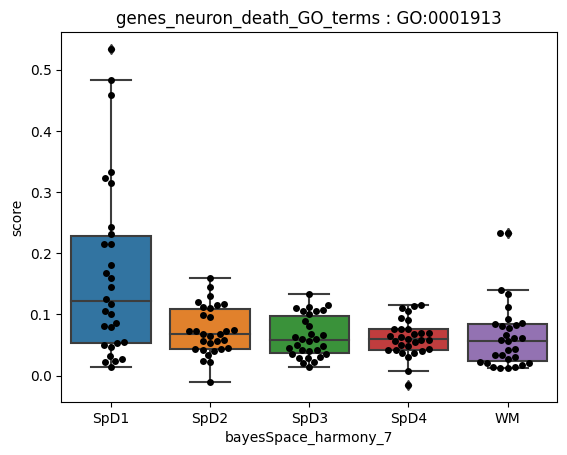 genes_neuron_death_GO_terms : GO:0001913
0.5
0.4
0.3
0.2
0.1
0.0
score
SpD1 SpD2 SpD3 SpD4 WM
bayesSpace_harmony_7